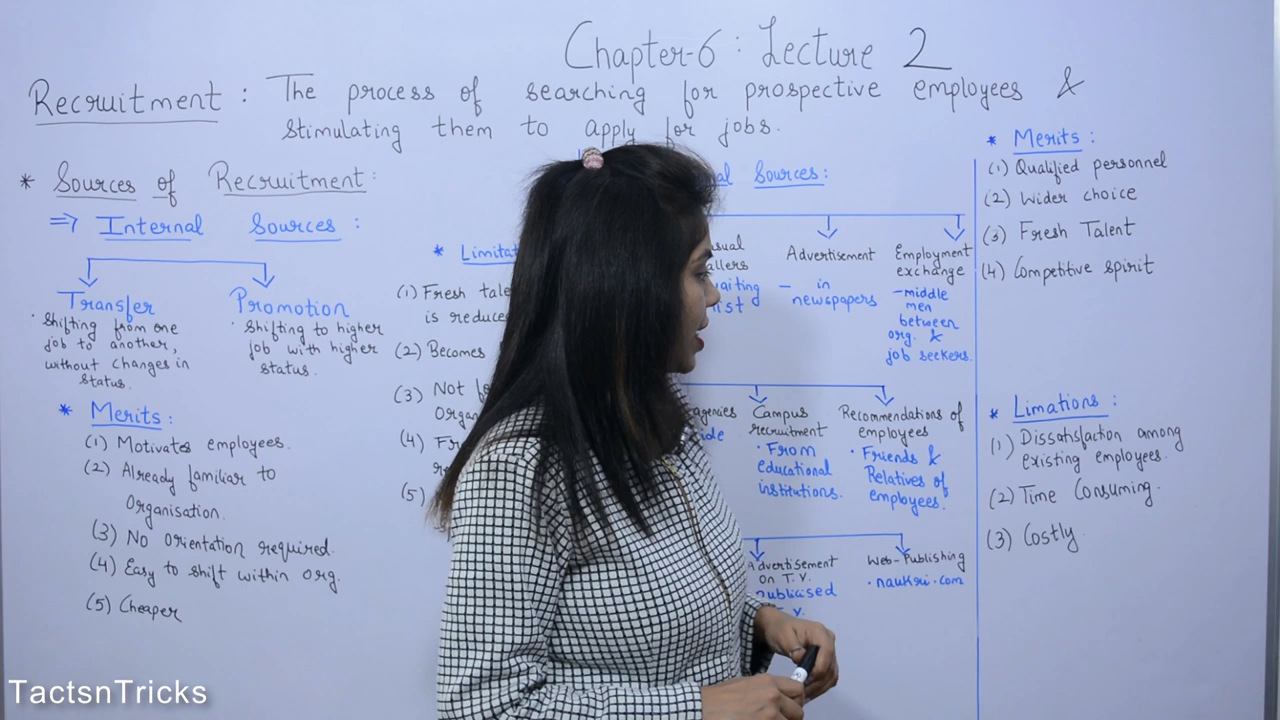 Chapter-6 : Lecture 2
Recruitment : The process of searching for prospective employees &
stimulating them to apply for jobs.
* Sources of Recruitment :
⇒ Internal Sources :
Transfer
· Shifting from one
job to another,
without changes in
status.
Promotion
· Shifting to higher
job with higher
status.
* Merits :
(1) Motivates employees.
(2) Already familiar to
Organisation.
(3) No orientation required.
(4) Easy to shift within org.
(5) Cheaper
*
(1) Fresh
is
(2) Becomes
(3) Not
(4)
(5)
Sources :
Advertisement
- in
newspapers
Employment
exchange
- middle
men
between
org. &
job seekers.
agencies
Campus
recruitment
· From
educational
institutions.
Recommendations of
employees
· Friends &
Relatives of
employees.
Advertisement
on T.V.
publicised
T.V.
Web-Publishing
· naukri.com
* Merits :
(1) Qualified personnel
(2) Wider choice
(3) Fresh Talent
(4) Competitive spirit
* Limations :
(1) Dissatisfaction among
existing employees.
(2) Time Consuming.
(3) Costly
TactsnTricks